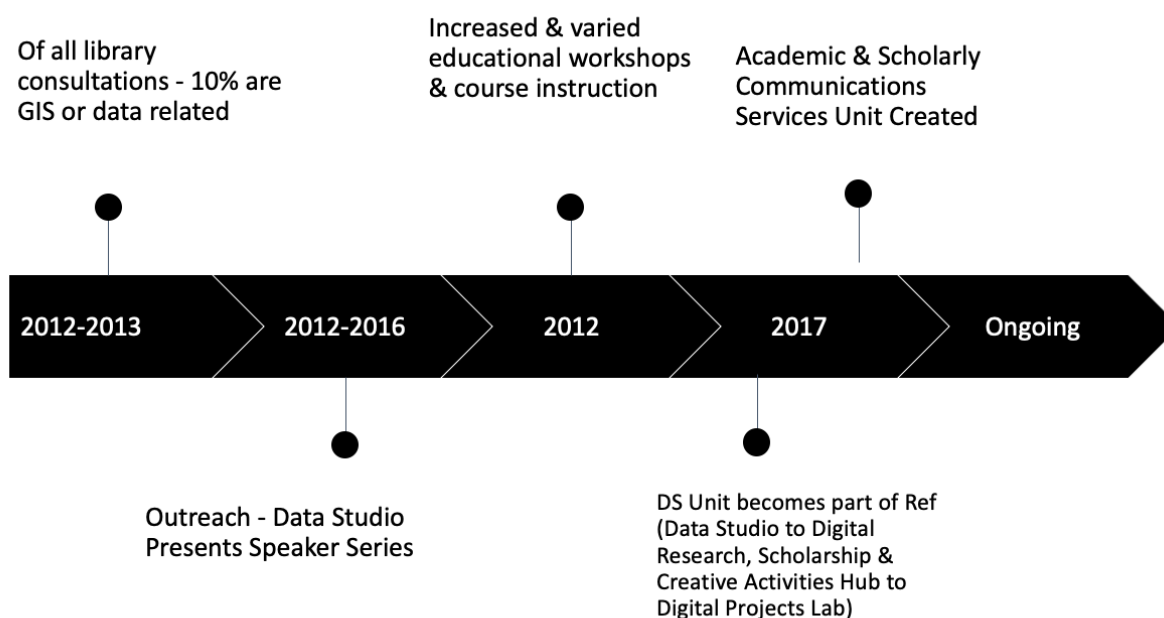 Of all library
consultations - 10% are
GIS or data related
Increased & varied
educational workshops
& course instruction
Academic & Scholarly
Communications
Services Unit Created
2012-2013
2012-2016
2012
2017
Ongoing
Outreach - Data Studio
Presents Speaker Series
DS Unit becomes part of Ref
(Data Studio to Digital
Research, Scholarship &
Creative Activities Hub to
Digital Projects Lab)